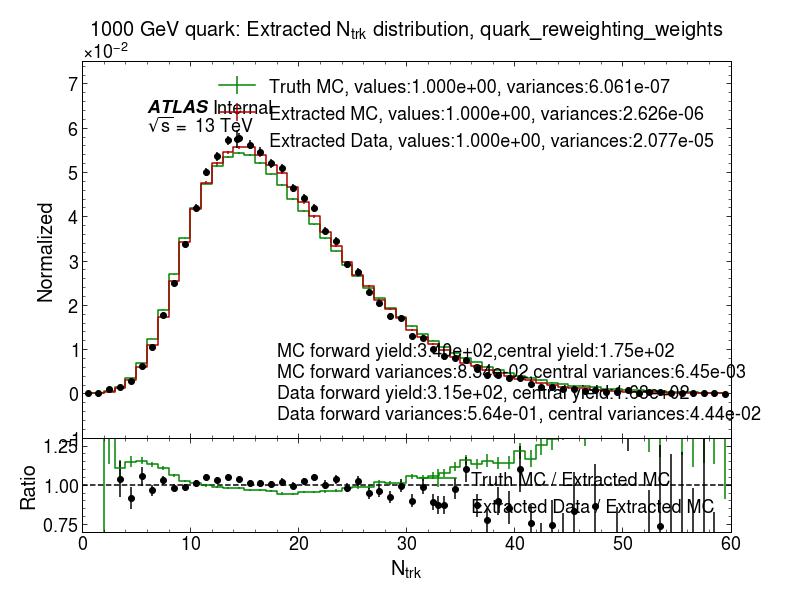 1000 GeV quark: Extracted Ntrk distribution, quark_reweighting_weights
×10−2
Truth MC, values:1.000e+00, variances:6.061e-07
ATLAS Internal
Extracted MC, values:1.000e+00, variances:2.626e-06
√s = 13 TeV
Extracted Data, values:1.000e+00, variances:2.077e-05
7
6
5
4
3
2
1
0
−1
Normalized
MC forward yield:3.40e+02,central yield:1.75e+02
MC forward variances:8.94e-02,central variances:6.45e-03
Data forward yield:3.15e+02, central yield:1.68e+02
Data forward variances:5.64e-01, central variances:4.44e-02
1.25
1.00
0.75
Ratio
Truth MC / Extracted MC
Extracted Data / Extracted MC
0 10 20 30 40 50 60
Ntrk